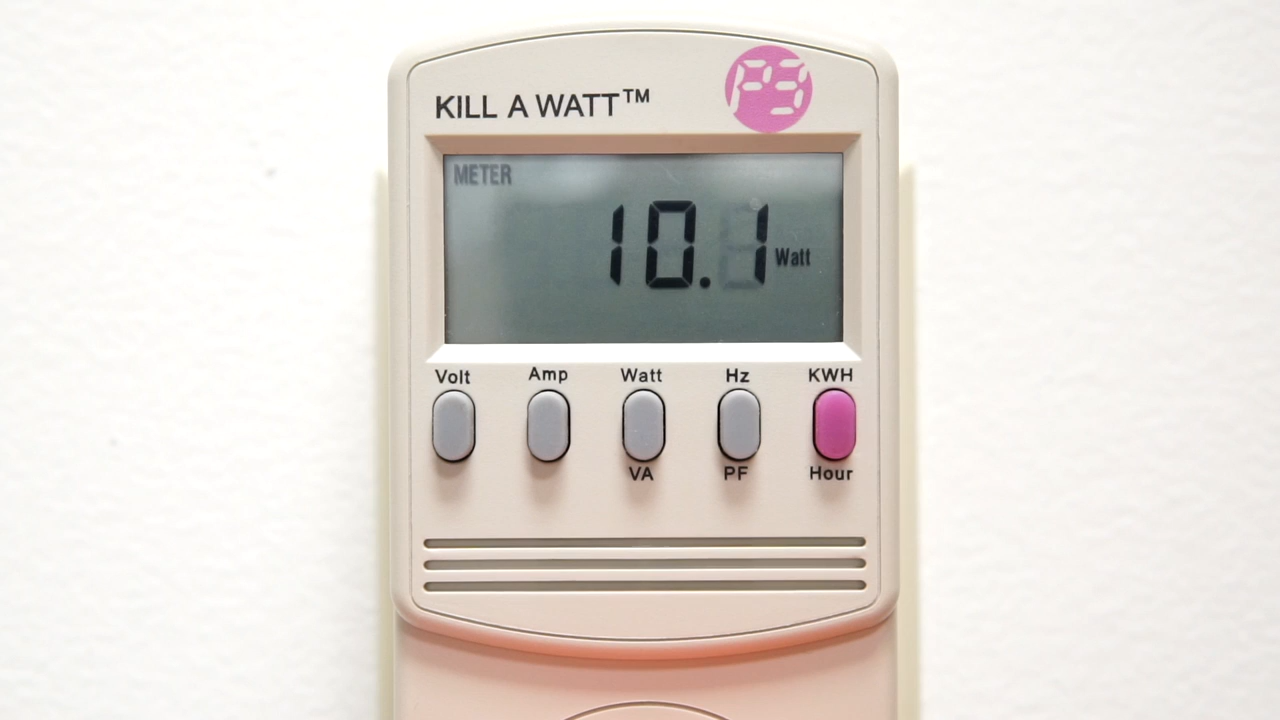 KILL A WATT™
P3
METER
10.1 Watt
Volt Amp Watt Hz KWH
VA PF Hour